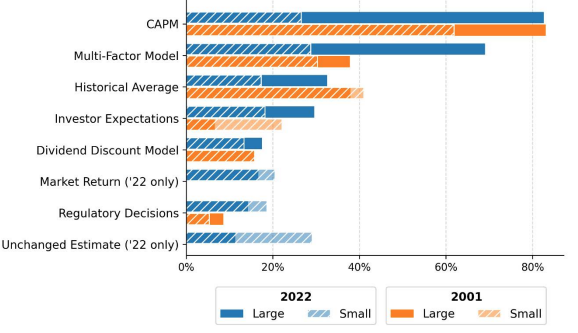 CAPM
Multi-Factor Model
Historical Average
Investor Expectations
Dividend Discount Model
Market Return ('22 only)
Regulatory Decisions
Unchanged Estimate ('22 only)
0% 20% 40% 60% 80%
2022 2001
Large Small Large Small